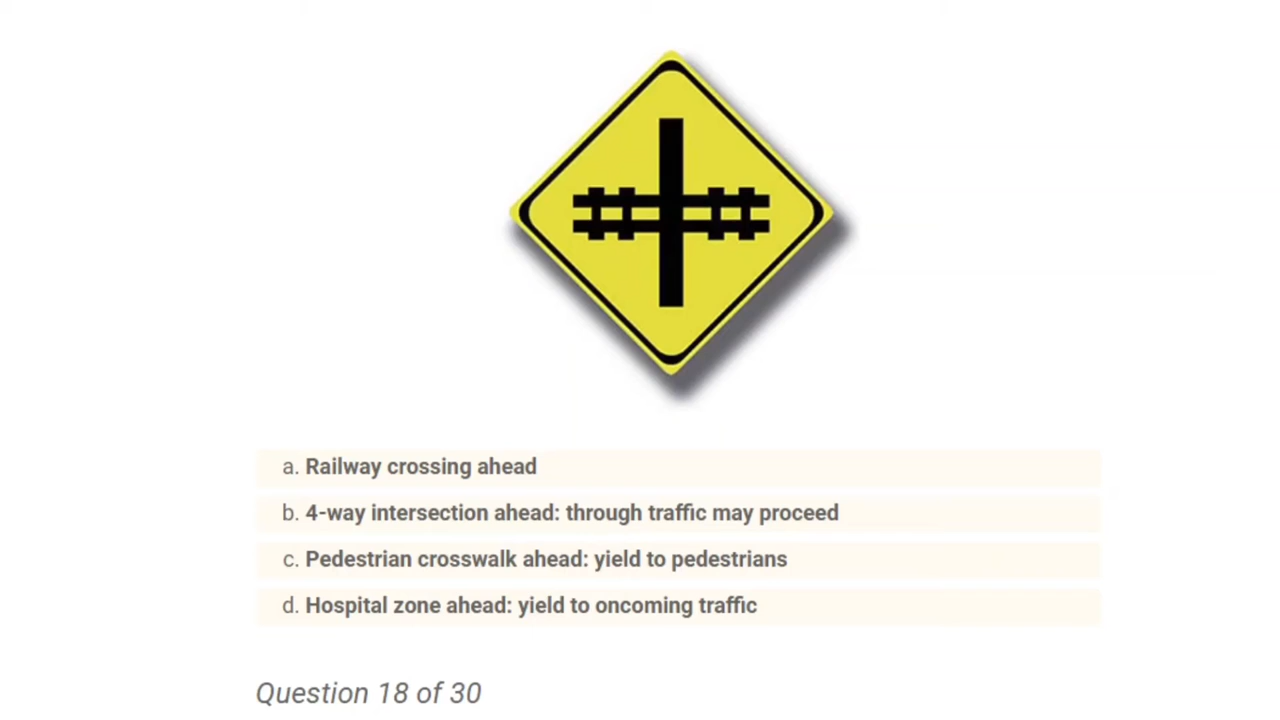 a. Railway crossing ahead
b. 4-way intersection ahead: through traffic may proceed
c. Pedestrian crosswalk ahead: yield to pedestrians
d. Hospital zone ahead: yield to oncoming traffic
Question 18 of 30